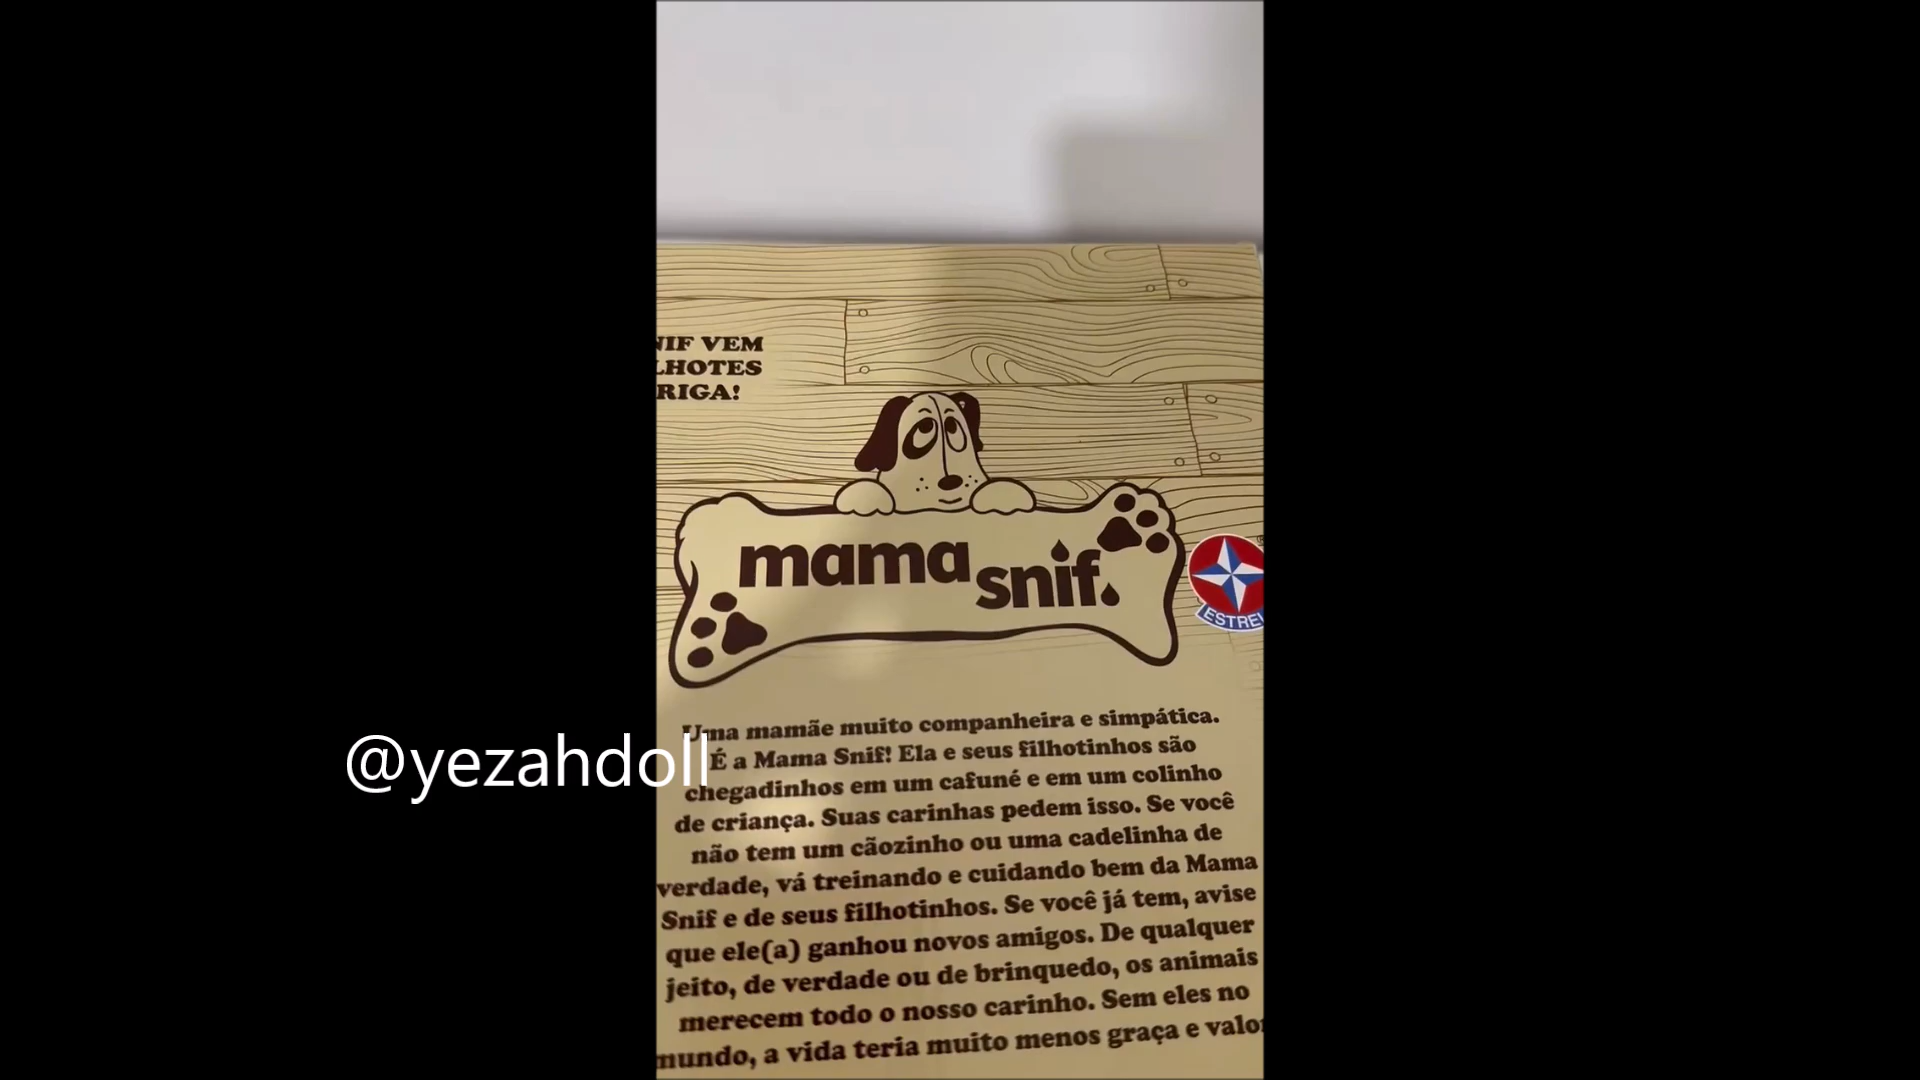 VEM
RIGA!
mama
snif.
Uma mamãe muito companheira e simpática.
É a Mama Snif! Ela e seus filhotinhos são
@yezahdoll
chegadinhos em um cafuné e em um colinho
de criança. Suas carinhas pedem isso. Se você
não tem um cãozinho ou uma cadelinha de
verdade, vá treinando e cuidando bem da Mama
Snif e de seus filhotinhos. Se você já tem, avise
que ele(a) ganhou novos amigos. De qualquer
jeito, de verdade ou de brinquedo, os animais
merecem todo o nosso carinho. Sem eles no
mundo, a vida teria muito menos graça e valo